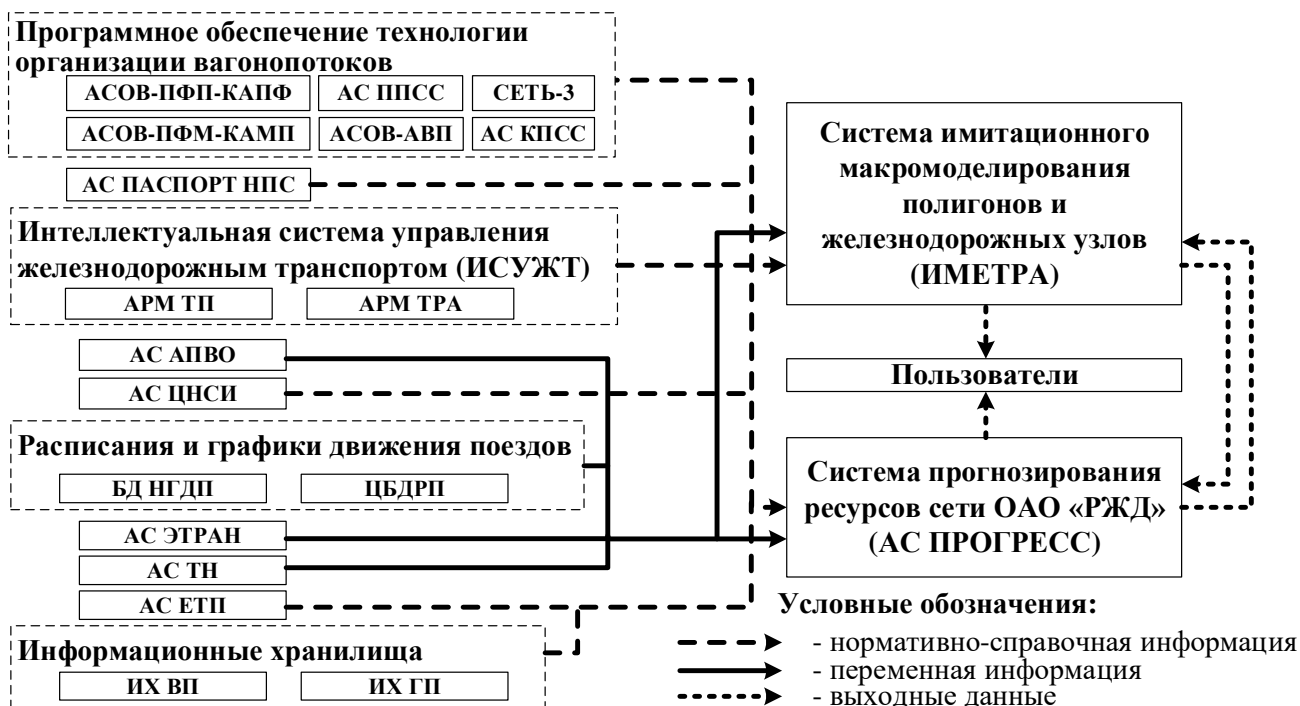 Программное обеспечение технологии
организации вагонопотоков
АСОВ-ПФП-КАПФ
АС ППСС
СЕТЬ-3
АСОВ-ПФМ-КАМП
АСОВ-АВП
АС КПСС
АС ПАСПОРТ НПС
Интеллектуальная система управления
железнодорожным транспортом (ИСУЖТ)
АРМ ТП
АРМ ТРА
АС АПВО
АС ЦНСИ
Расписания и графики движения поездов
БД НГДП
ЦБДРП
АС ЭТРАН
АС ТН
АС ЕТП
Информационные хранилища
ИХ ВП
ИХ ГП
Система имитационного
макромоделирования
полигонов и
железнодорожных узлов
(ИМЕТРА)
Пользователи
Система прогнозирования
ресурсов сети ОАО «РЖД»
(АС ПРОГРЕСС)
Условные обозначения:
- нормативно-справочная информация
- переменная информация
- выходные данные